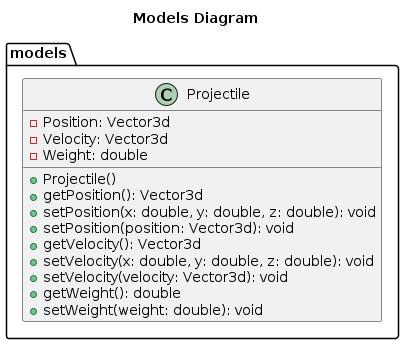 Models Diagram
models
C Projectile
Position: Vector3d
Velocity: Vector3d
Weight: double
Projectile()
getPosition(): Vector3d
setPosition(x: double, y: double, z: double): void
setPosition(position: Vector3d): void
getVelocity(): Vector3d
setVelocity(x: double, y: double, z: double): void
setVelocity(velocity: Vector3d): void
getWeight(): double
setWeight(weight: double): void